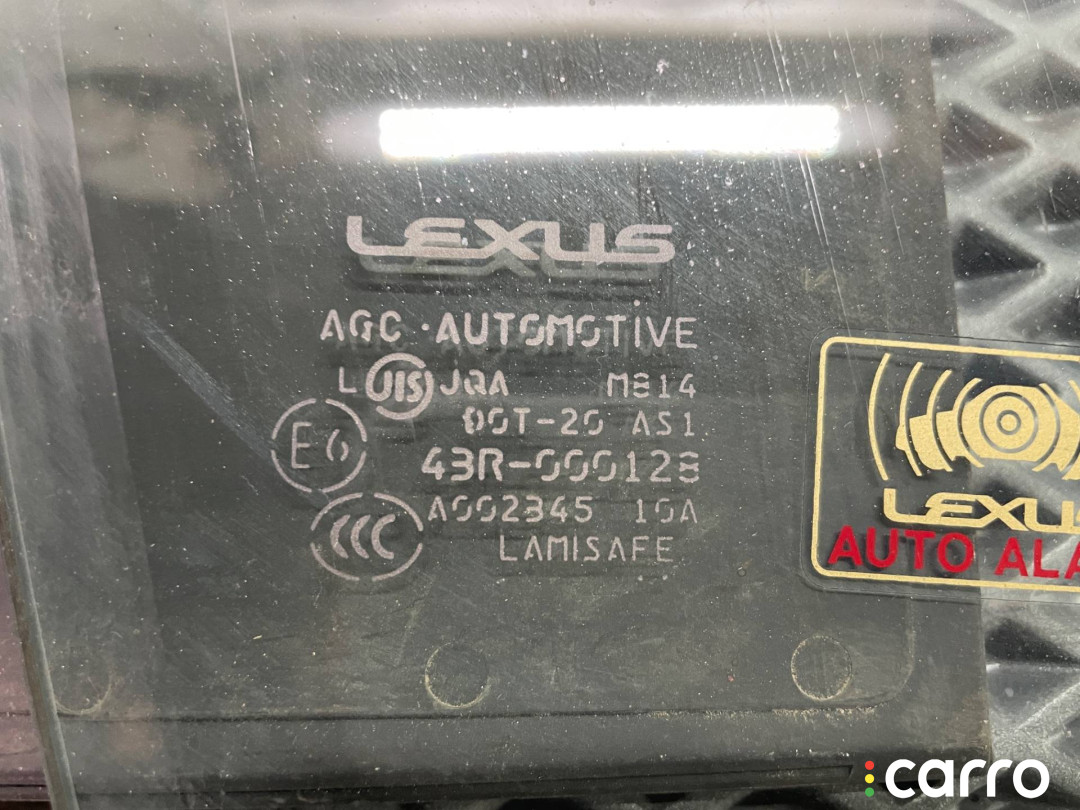 LEXUS
AGC · AUTOMOTIVE
L JIS JQA M814
DOT-20 AS1
E6
43R-000128
CCC
A002345 10A
LAMISAFE
LEXUS
AUTO ALA
carro